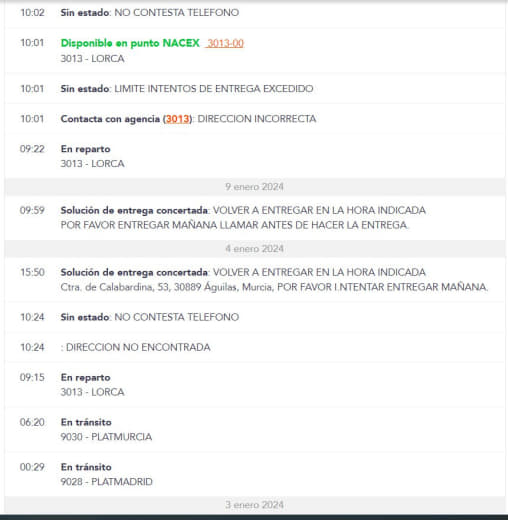 10:02 Sin estado: NO CONTESTA TELEFONO
10:01 Disponible en punto NACEX 3013-00
3013 - LORCA
10:01 Sin estado: LIMITE INTENTOS DE ENTREGA EXCEDIDO
10:01 Contacta con agencia (3013): DIRECCION INCORRECTA
09:22 En reparto
3013 - LORCA
9 enero 2024
09:59 Solución de entrega concertada: VOLVER A ENTREGAR EN LA HORA INDICADA
POR FAVOR ENTREGAR MAÑANA LLAMAR ANTES DE HACER LA ENTREGA.
4 enero 2024
15:50 Solución de entrega concertada: VOLVER A ENTREGAR EN LA HORA INDICADA
Ctra. de Calabardina, 53, 30889 Águilas, Murcia, POR FAVOR I.NTENTAR ENTREGAR MAÑANA.
10:24 Sin estado: NO CONTESTA TELEFONO
10:24 : DIRECCION NO ENCONTRADA
09:15 En reparto
3013 - LORCA
06:20 En tránsito
9030 - PLATMURCIA
00:29 En tránsito
9028 - PLATMADRID
3 enero 2024